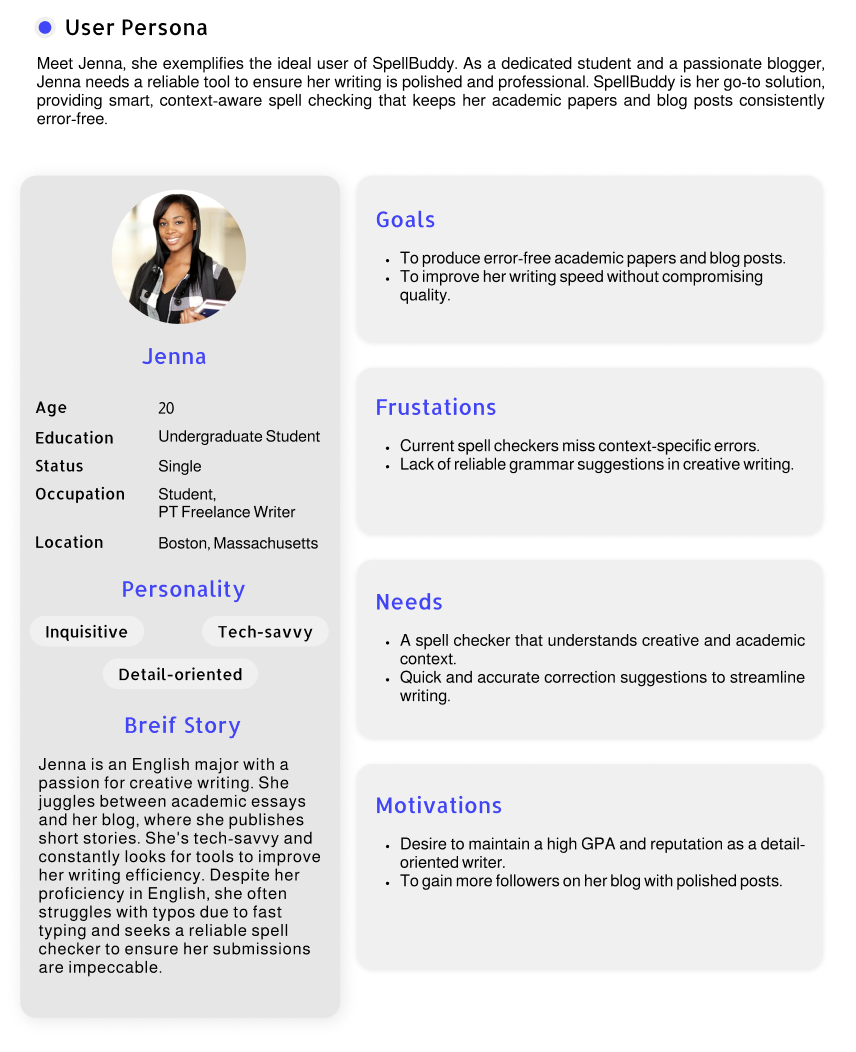 User Persona
Meet Jenna, she exemplifies the ideal user of SpellBuddy. As a dedicated student and a passionate blogger,
Jenna needs a reliable tool to ensure her writing is polished and professional. SpellBuddy is her go-to solution,
providing smart, context-aware spell checking that keeps her academic papers and blog posts consistently
error-free.
Jenna
Age 20
Education Undergraduate Student
Status Single
Occupation Student,
PT Freelance Writer
Location Boston, Massachusetts
Personality
Inquisitive Tech-savvy
Detail-oriented
Breif Story
Jenna is an English major with a
passion for creative writing. She
juggles between academic essays
and her blog, where she publishes
short stories. She's tech-savvy and
constantly looks for tools to improve
her writing efficiency. Despite her
proficiency in English, she often
struggles with typos due to fast
typing and seeks a reliable spell
checker to ensure her submissions
are impeccable.
Goals
• To produce error-free academic papers and blog posts.
• To improve her writing speed without compromising
quality.
Frustations
• Current spell checkers miss context-specific errors.
• Lack of reliable grammar suggestions in creative writing.
Needs
• A spell checker that understands creative and academic
context.
• Quick and accurate correction suggestions to streamline
writing.
Motivations
• Desire to maintain a high GPA and reputation as a detail-
oriented writer.
• To gain more followers on her blog with polished posts.